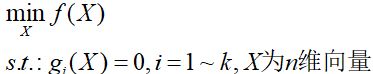 min f(X)
X
s.t.: gᵢ(X) = 0, i = 1 ~ k, X为n维向量